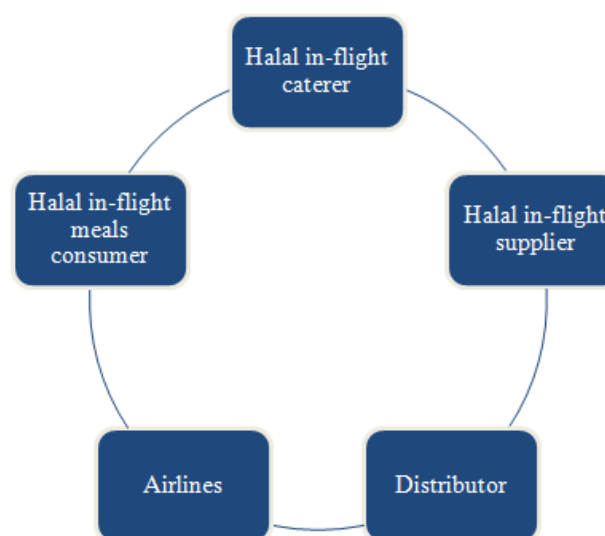 Halal in-flight
caterer
Halal in-flight
supplier
Distributor
Airlines
Halal in-flight
meals
consumer